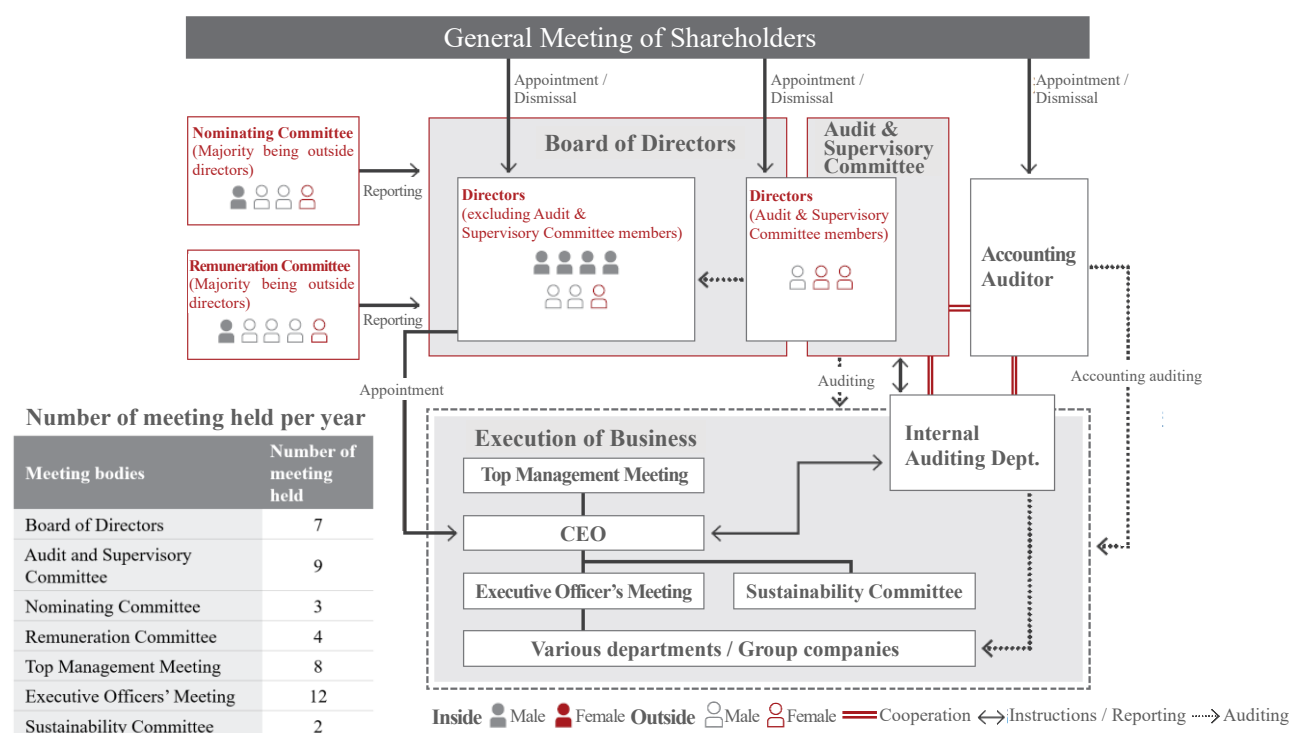 General Meeting of Shareholders
Appointment /
Dismissal
Appointment /
Dismissal
Appointment /
Dismissal
Nominating Committee
(Majority being outside
directors)
Reporting
Remuneration Committee
(Majority being outside
directors)
Reporting
Board of Directors
Directors
(excluding Audit &
Supervisory Committee members)
Audit &
Supervisory
Committee
Directors
(Audit & Supervisory
Committee members)
Accounting
Auditor
Appointment
Auditing
Accounting auditing
Execution of Business
Top Management Meeting
CEO
Executive Officer's Meeting
Sustainability Committee
Various departments / Group companies
Internal
Auditing Dept.
Number of meeting held per year
Meeting bodies
Number of
meeting
held
Board of Directors 7
Audit and Supervisory
Committee 9
Nominating Committee 3
Remuneration Committee 4
Top Management Meeting 8
Executive Officers' Meeting 12
Sustainability Committee 2
Inside Male Female Outside Male Female Cooperation Instructions / Reporting Auditing